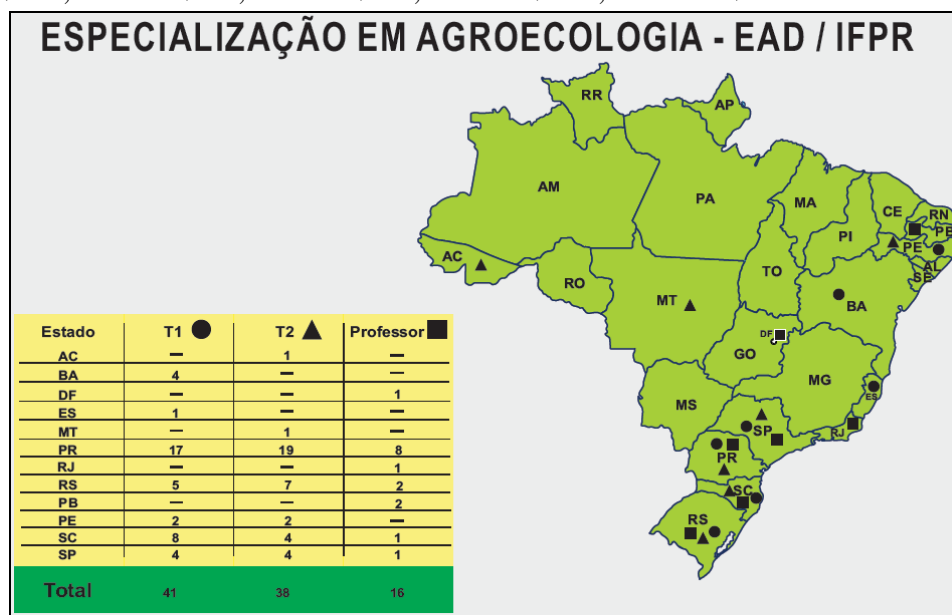 ESPECIALIZAÇÃO EM AGROECOLOGIA - EAD / IFPR
RR
AP
AM
PA
MA
CE
RN
PB
PI
PE
AC
AL
SE
TO
RO
MT
BA
DF
GO
MG
ES
MS
SP
RJ
PR
SC
RS
Estado T1 T2 Professor
AC — 1 —
BA 4 — —
DF — — 1
ES 1 — —
MT — 1 —
PR 17 19 8
RJ — — 1
RS 5 7 2
PB — — 2
PE 2 2 —
SC 8 4 1
SP 4 4 1
Total 41 38 16